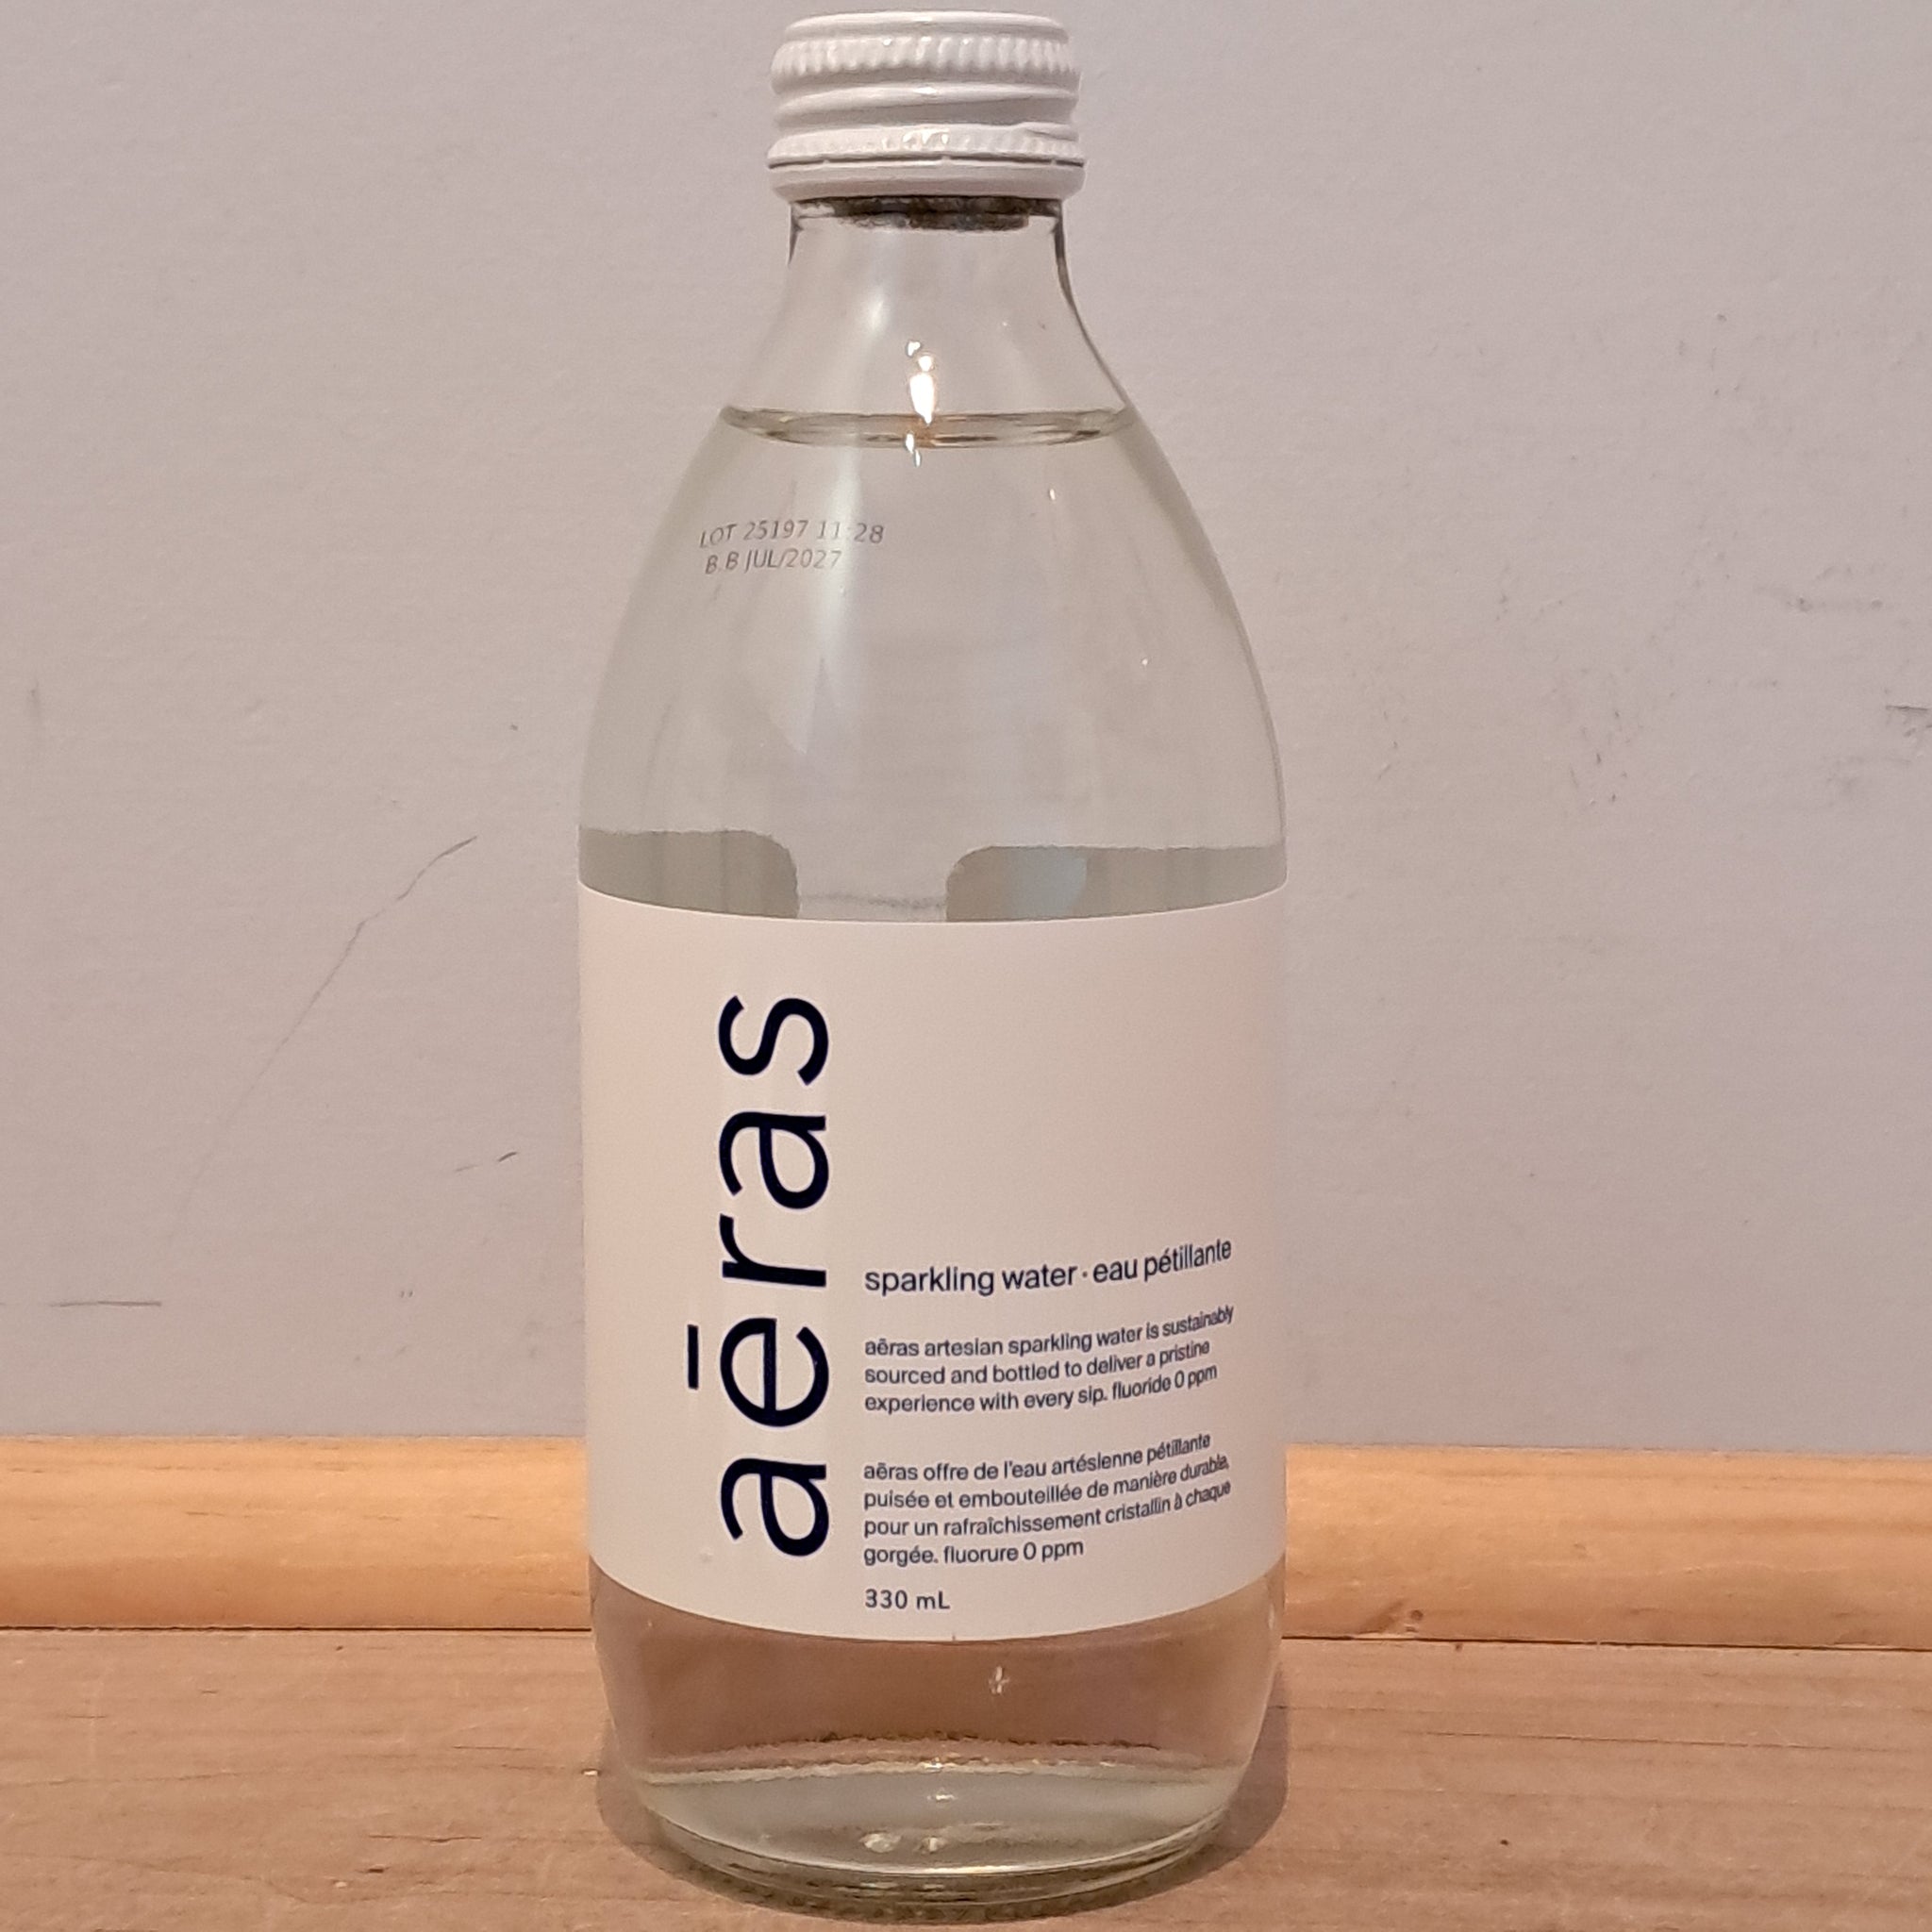 LOT 25197 11:28
B.B JUL/2027
aēras
sparkling water · eau pétillante
aēras artesian sparkling water is sustainably
sourced and bottled to deliver a pristine
experience with every sip. fluoride 0 ppm
aēras offre de l'eau artésienne pétillante
puisée et embouteillée de manière durable,
pour un rafraîchissement cristallin à chaque
gorgée. fluorure 0 ppm
330 mL